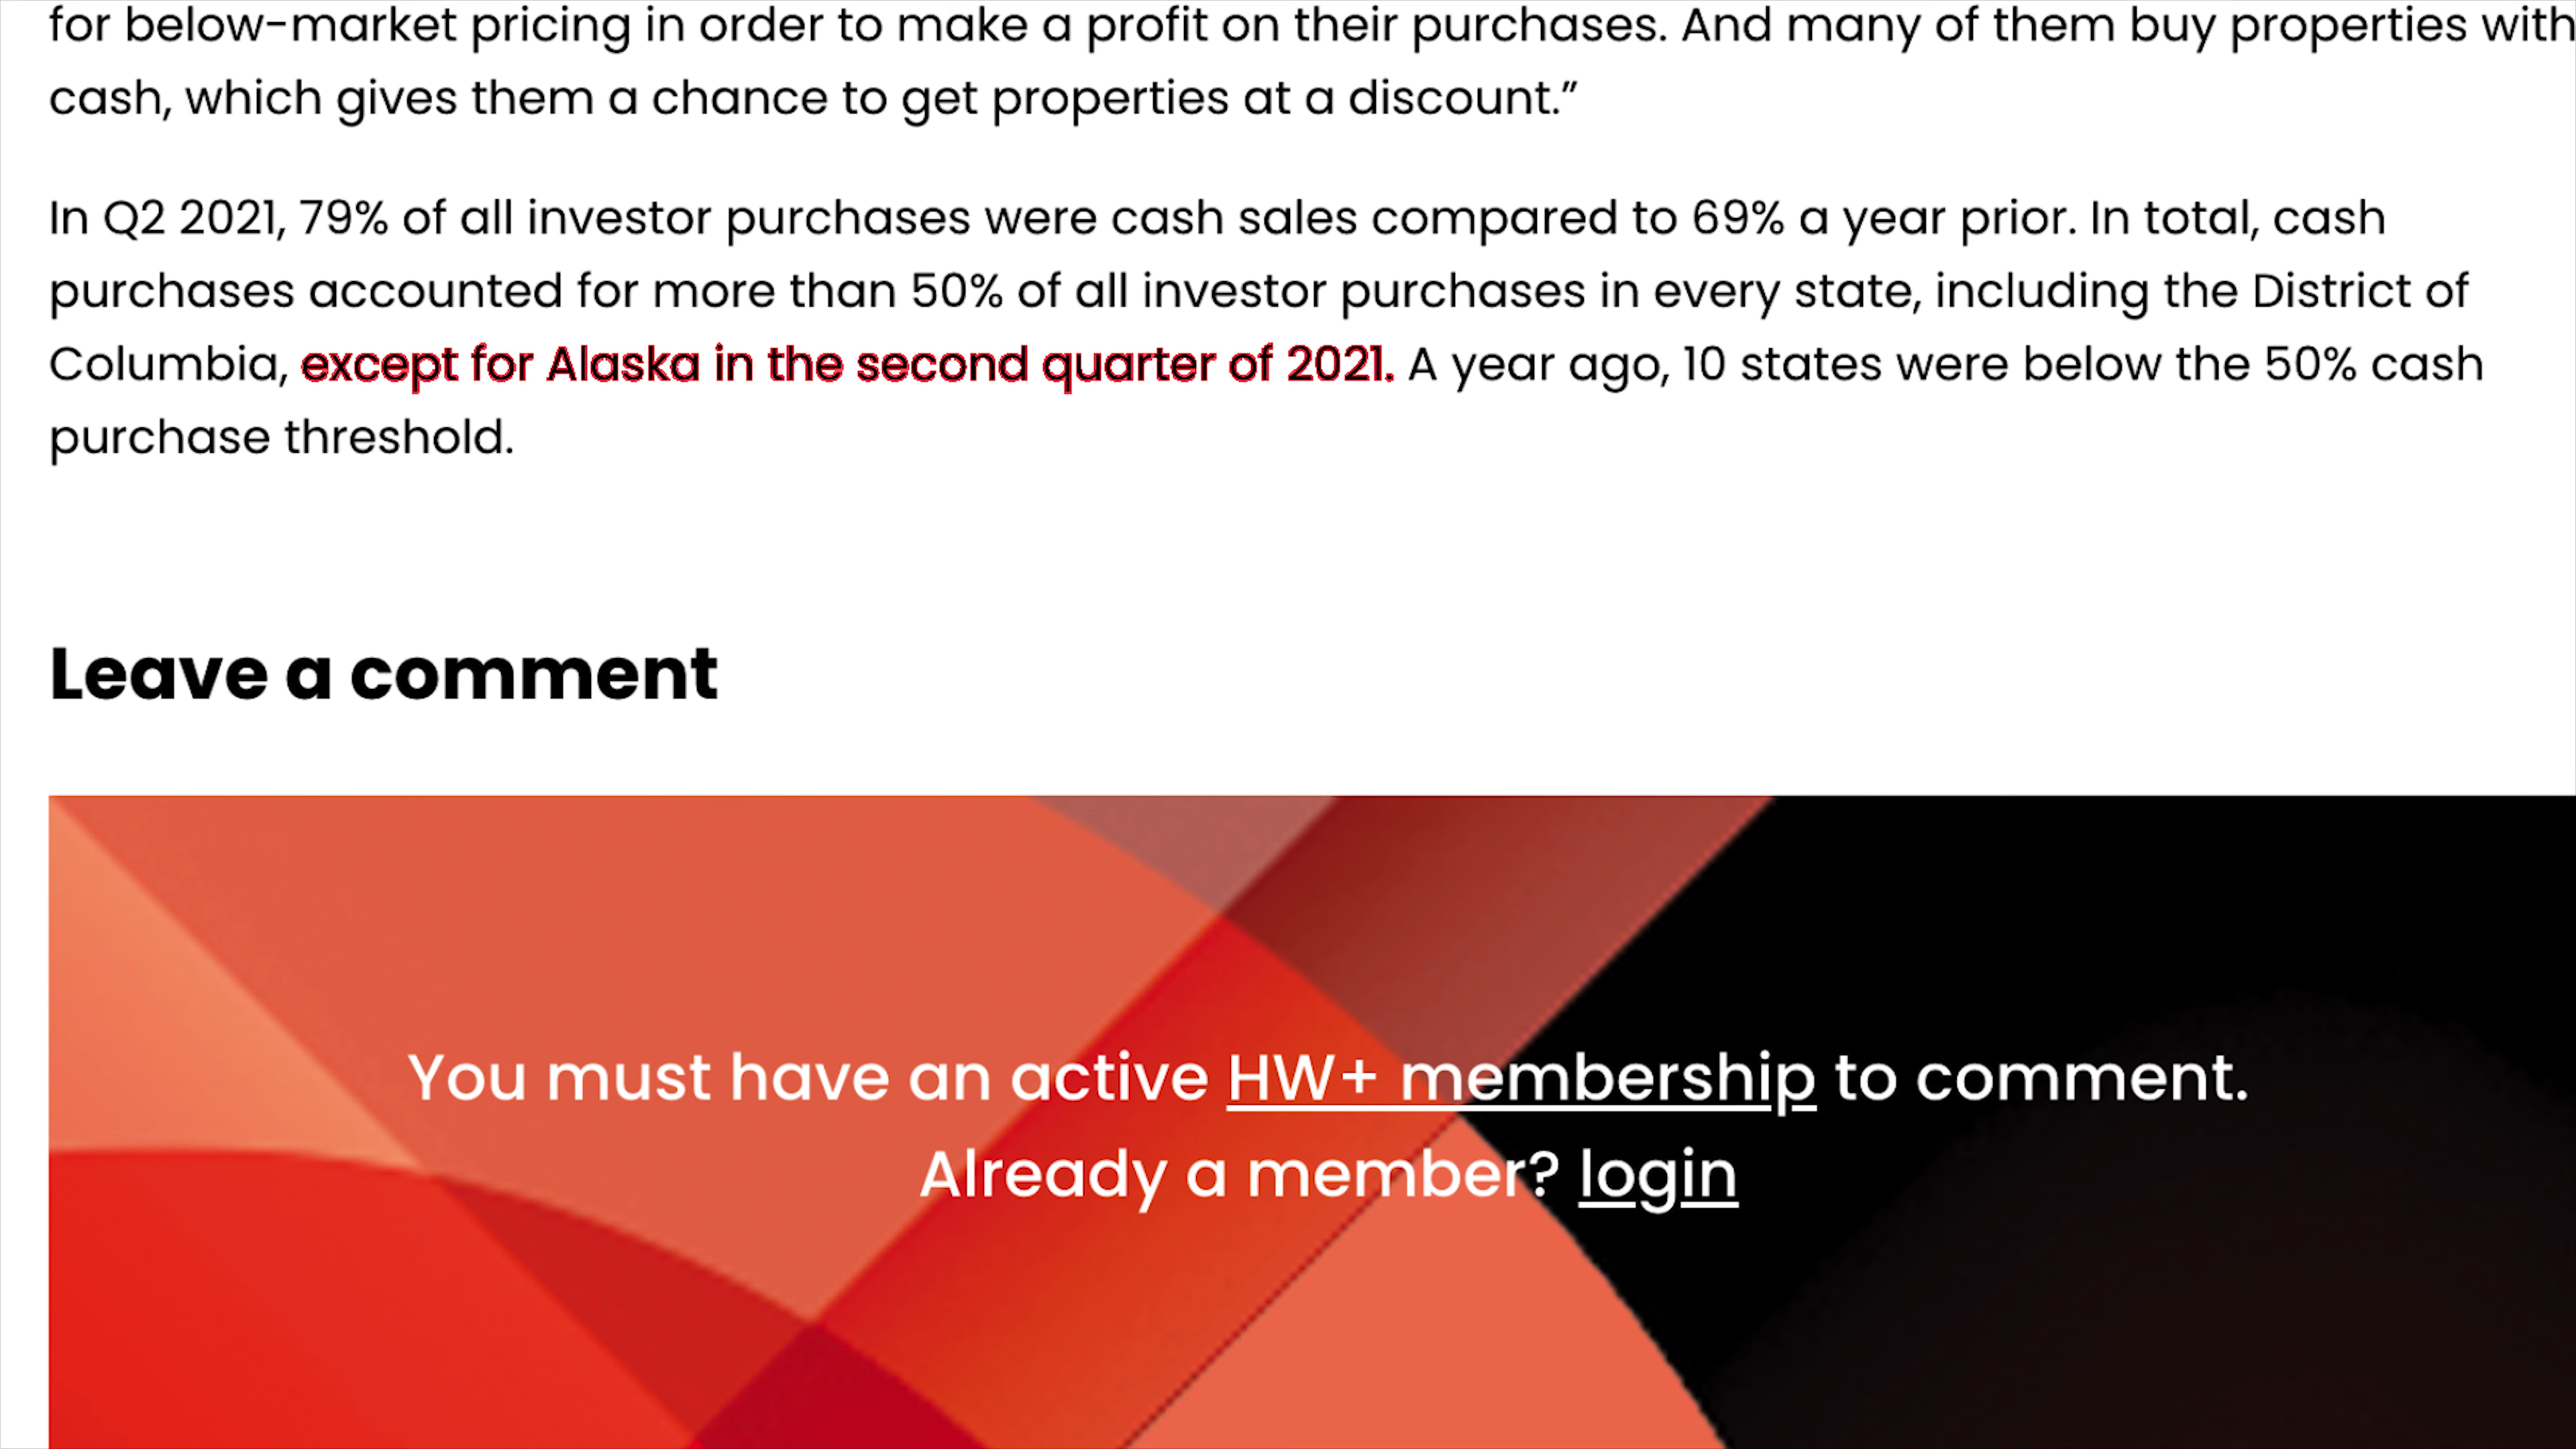 for below-market pricing in order to make a profit on their purchases. And many of them buy properties with
cash, which gives them a chance to get properties at a discount.”
In Q2 2021, 79% of all investor purchases were cash sales compared to 69% a year prior. In total, cash
purchases accounted for more than 50% of all investor purchases in every state, including the District of
Columbia, except for Alaska in the second quarter of 2021. A year ago, 10 states were below the 50% cash
purchase threshold.
Leave a comment
You must have an active HW+ membership to comment.
Already a member? login